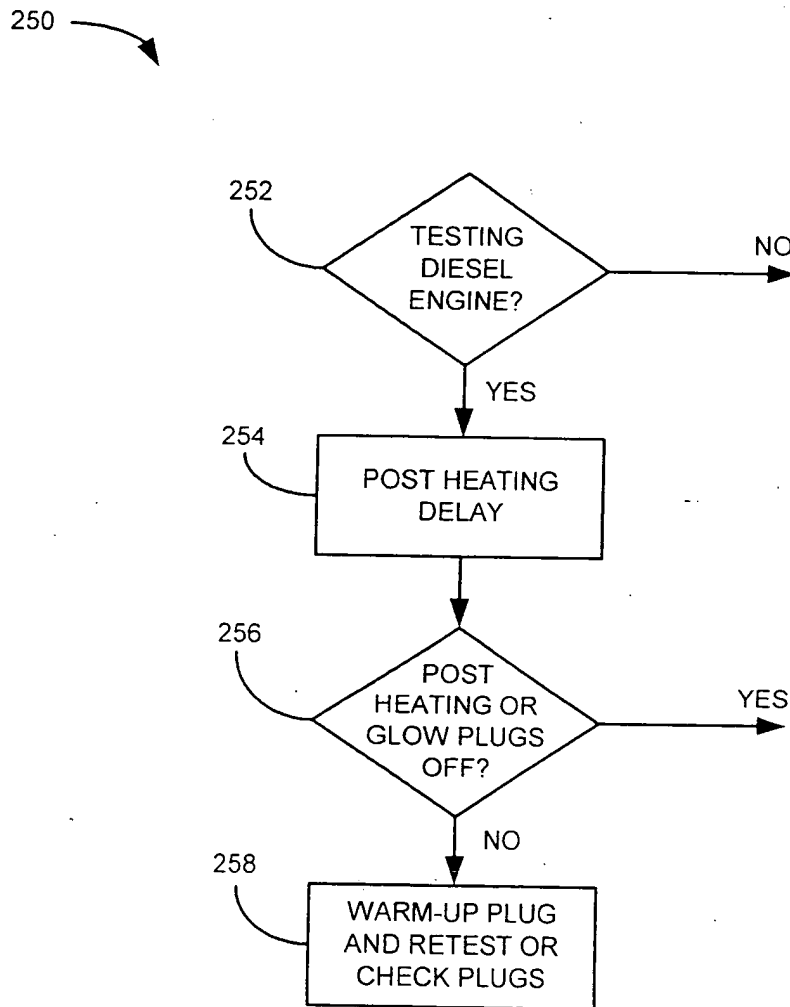 250
252
TESTING
DIESEL
ENGINE?
NO
YES
254
POST HEATING
DELAY
256
POST
HEATING OR
GLOW PLUGS
OFF?
YES
NO
258
WARM-UP PLUG
AND RETEST OR
CHECK PLUGS